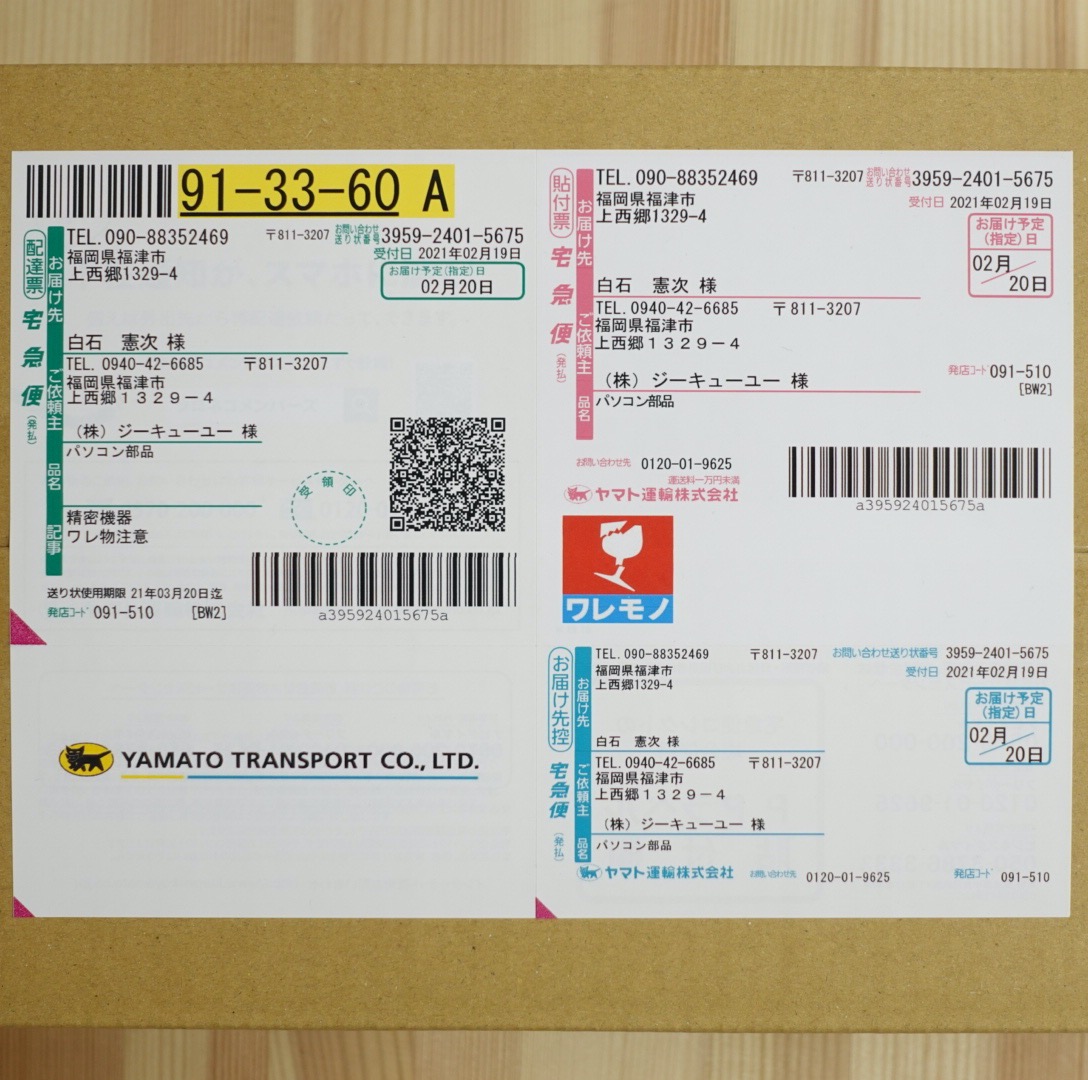 91-33-60 A
配達票
宅急便
(発払)
お届け先
TEL. 090-88352469
〒811-3207
お問い合わせ送り状番号 3959-2401-5675
福岡県福津市
受付日 2021年02月19日
上西郷1329-4
お届け予定(指定)日
02月20日
白石 憲次 様
ご依頼主
TEL. 0940-42-6685 〒811-3207
福岡県福津市
上西郷1329-4
(株) ジーキューユー 様
品名
パソコン部品
受領印
記事
精密機器
ワレ物注意
送り状使用期限 21年03月20日迄
発店コード 091-510 [BW2]
a395924015675a
YAMATO TRANSPORT CO., LTD.
貼付票
宅急便
(発払)
お届け先
TEL. 090-88352469 〒811-3207
お問い合わせ送り状番号 3959-2401-5675
福岡県福津市
受付日 2021年02月19日
上西郷1329-4
お届け予定
(指定)日
02月
20日
白石 憲次 様
ご依頼主
TEL. 0940-42-6685 〒811-3207
福岡県福津市
上西郷1329-4
発店コード 091-510
[BW2]
(株) ジーキューユー 様
品名
パソコン部品
お問い合わせ先 0120-01-9625
運送料一万円未満
ヤマト運輸株式会社
a395924015675a
ワレモノ
お届け先控
宅急便
(発払)
お届け先
TEL. 090-88352469 〒811-3207
お問い合わせ送り状番号 3959-2401-5675
福岡県福津市
受付日 2021年02月19日
上西郷1329-4
お届け予定
(指定)日
02月
20日
白石 憲次 様
ご依頼主
TEL. 0940-42-6685 〒811-3207
福岡県福津市
上西郷1329-4
(株) ジーキューユー 様
品名
パソコン部品
ヤマト運輸株式会社 お問い合わせ先 0120-01-9625 発店コード 091-510